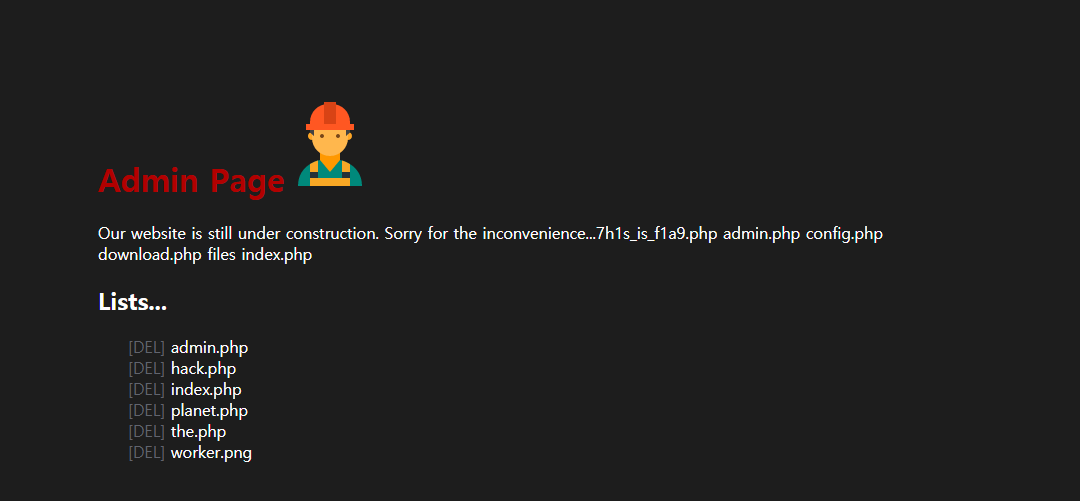 Admin Page
Our website is still under construction. Sorry for the inconvenience...7h1s_is_f1a9.php admin.php config.php
download.php files index.php
Lists...
[DEL] admin.php
[DEL] hack.php
[DEL] index.php
[DEL] planet.php
[DEL] the.php
[DEL] worker.png